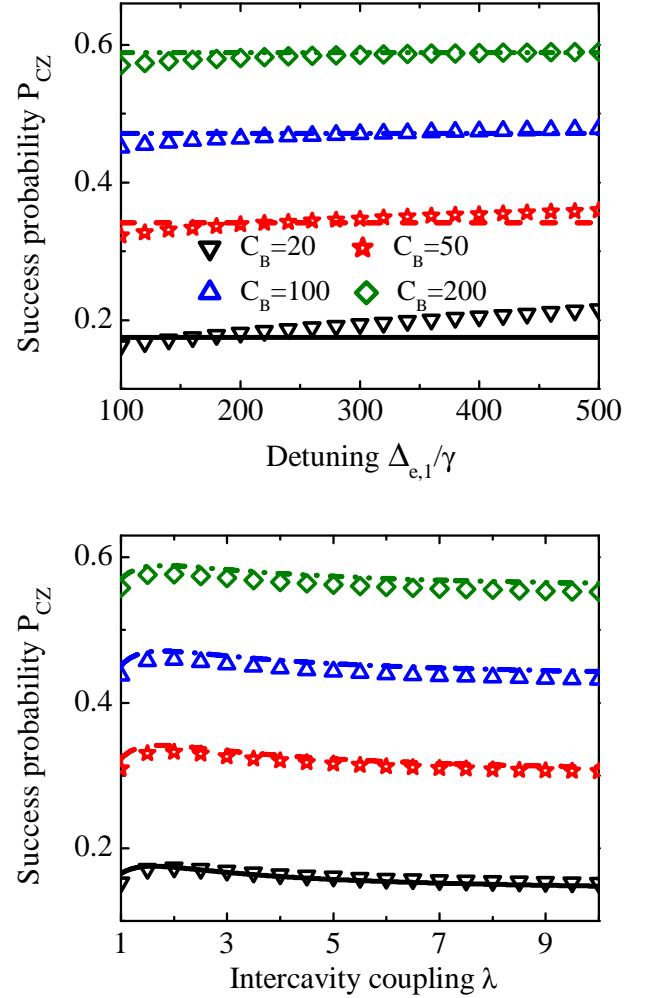 Success probability P_CZ
0.6
0.4
0.2
C_B=20
C_B=50
C_B=100
C_B=200
100
200
300
400
500
Detuning Δ_e,1/γ
Success probability P_CZ
0.6
0.4
0.2
1
3
5
7
9
Intercavity coupling λ